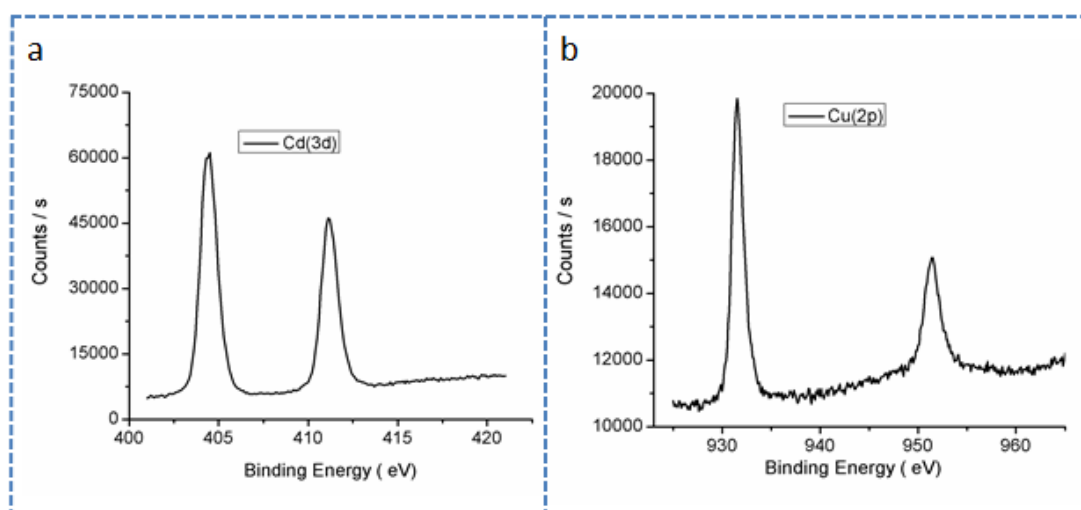 a
75000
60000
45000
30000
15000
0
Counts / s
Cd(3d)
400
405
410
415
420
Binding Energy ( eV)
b
20000
18000
16000
14000
12000
10000
Counts / s
Cu(2p)
930
940
950
960
Binding Energy ( eV)